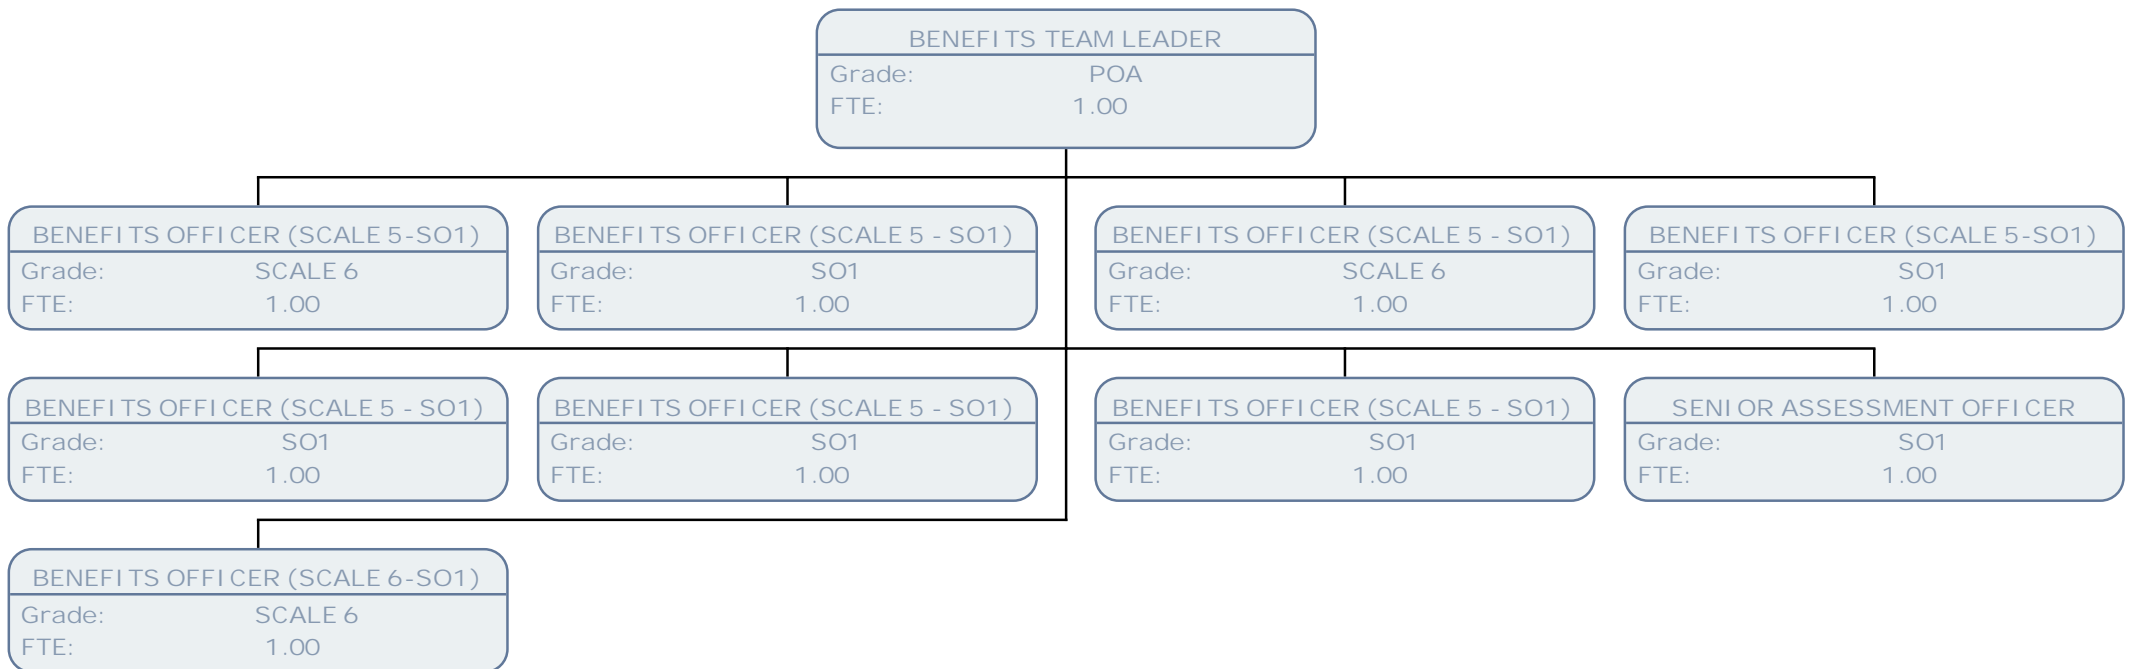 BENEFITS TEAM LEADER
Grade: POA
FTE: 1.00
BENEFITS OFFICER (SCALE 5-SO1)
Grade: SCALE 6
FTE: 1.00
BENEFITS OFFICER (SCALE 5 - SO1)
Grade: SO1
FTE: 1.00
BENEFITS OFFICER (SCALE 5 - SO1)
Grade: SCALE 6
FTE: 1.00
BENEFITS OFFICER (SCALE 5-SO1)
Grade: SO1
FTE: 1.00
BENEFITS OFFICER (SCALE 5 - SO1)
Grade: SO1
FTE: 1.00
BENEFITS OFFICER (SCALE 5 - SO1)
Grade: SO1
FTE: 1.00
BENEFITS OFFICER (SCALE 5 - SO1)
Grade: SO1
FTE: 1.00
SENIOR ASSESSMENT OFFICER
Grade: SO1
FTE: 1.00
BENEFITS OFFICER (SCALE 6-SO1)
Grade: SCALE 6
FTE: 1.00